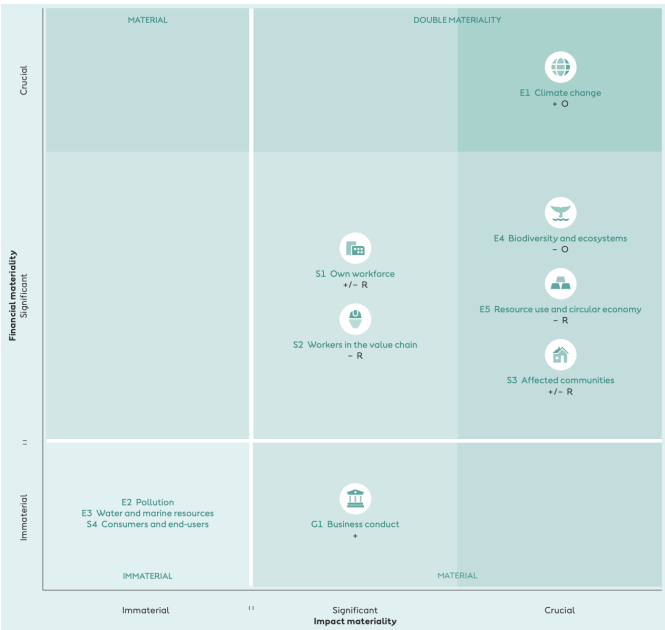 MATERIAL
DOUBLE MATERIALITY
Crucial
E1 Climate change
+ O
Financial materiality
Significant
S1 Own workforce
+/– R
S2 Workers in the value chain
– R
E4 Biodiversity and ecosystems
– O
E5 Resource use and circular economy
– R
S3 Affected communities
+/– R
Immaterial
E2 Pollution
E3 Water and marine resources
S4 Consumers and end-users
G1 Business conduct
+
IMMATERIAL
MATERIAL
Immaterial
Significant
Crucial
Impact materiality